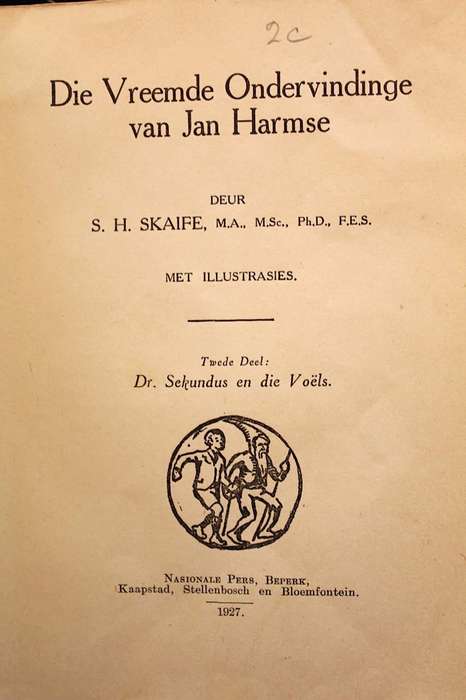 2c
Die Vreemde Ondervindinge
van Jan Harmse
DEUR
S. H. SKAIFE, M.A., M.Sc., Ph.D., F.E.S.
MET ILLUSTRASIES.
Twede Deel:
Dr. Sekundus en die Voëls.
Nasionale Pers, Beperk,
Kaapstad, Stellenbosch en Bloemfontein.
1927.